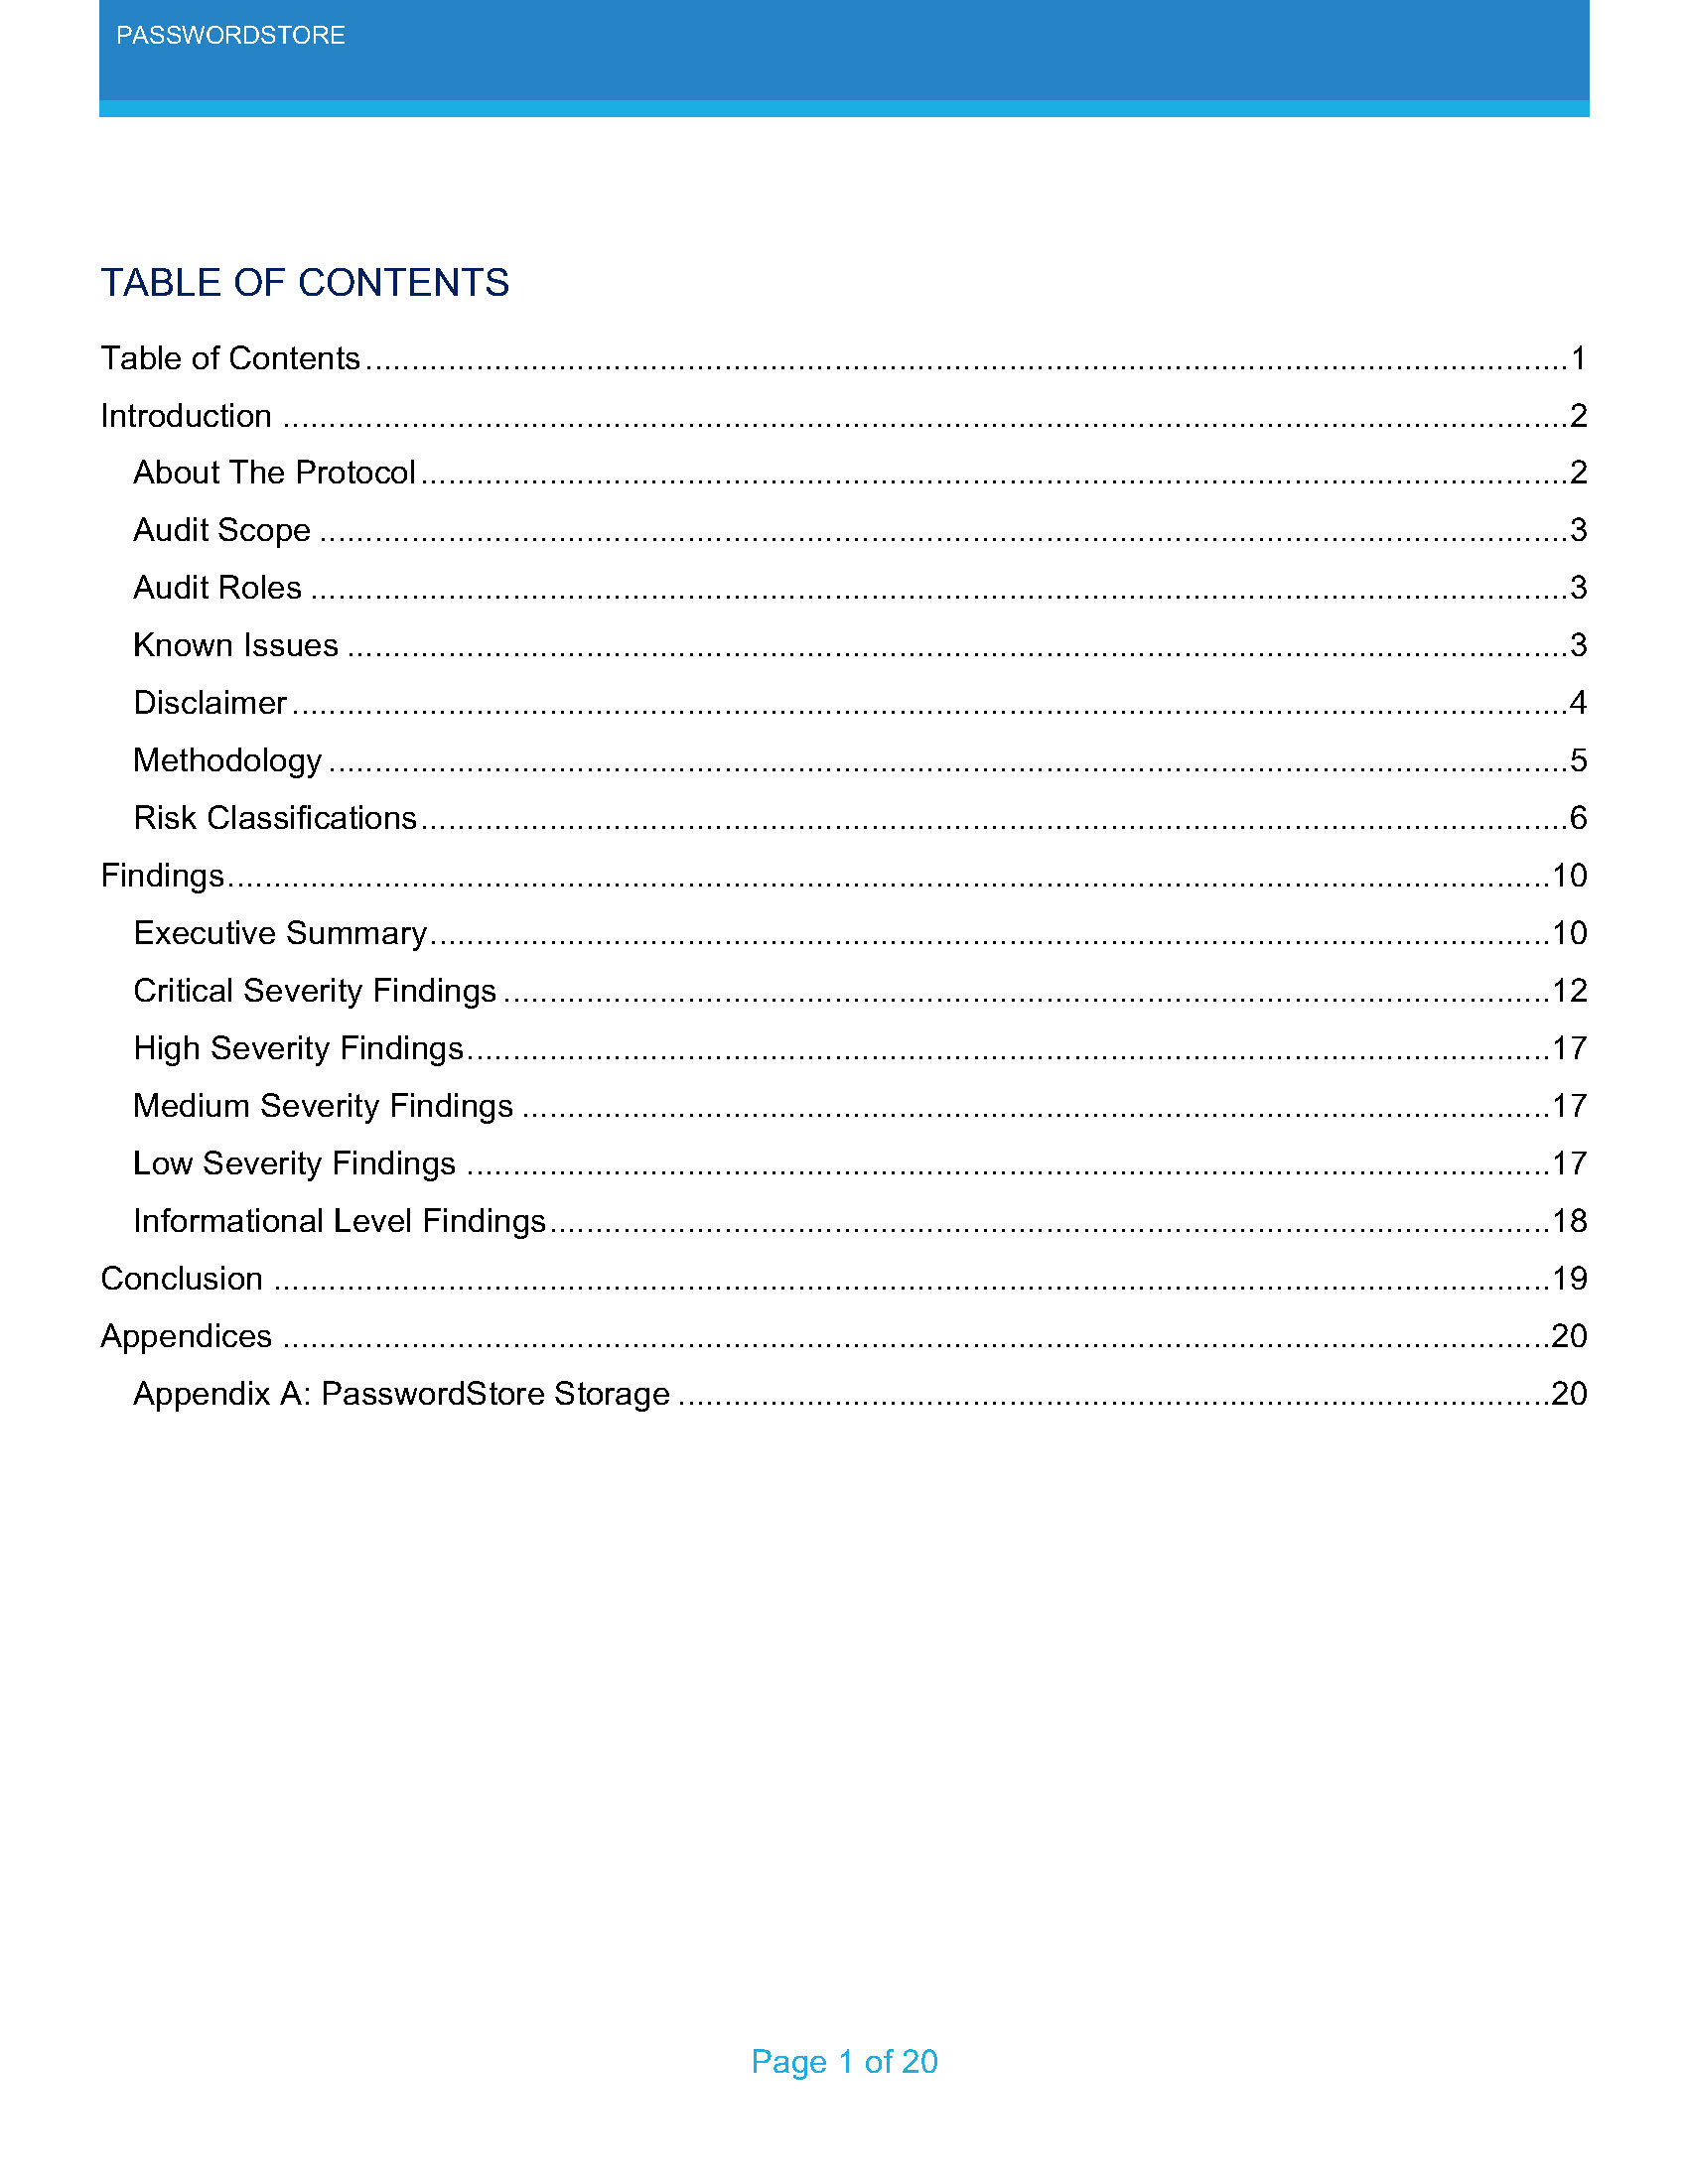 PASSWORDSTORE
TABLE OF CONTENTS
Table of Contents........................................1
Introduction ........................................2
About The Protocol........................................2
Audit Scope ........................................3
Audit Roles ........................................3
Known Issues ........................................3
Disclaimer........................................4
Methodology........................................5
Risk Classifications........................................6
Findings........................................10
Executive Summary........................................10
Critical Severity Findings ........................................12
High Severity Findings........................................17
Medium Severity Findings ........................................17
Low Severity Findings ........................................17
Informational Level Findings........................................18
Conclusion ........................................19
Appendices ........................................20
Appendix A: PasswordStore Storage ........................................20
Page 1 of 20